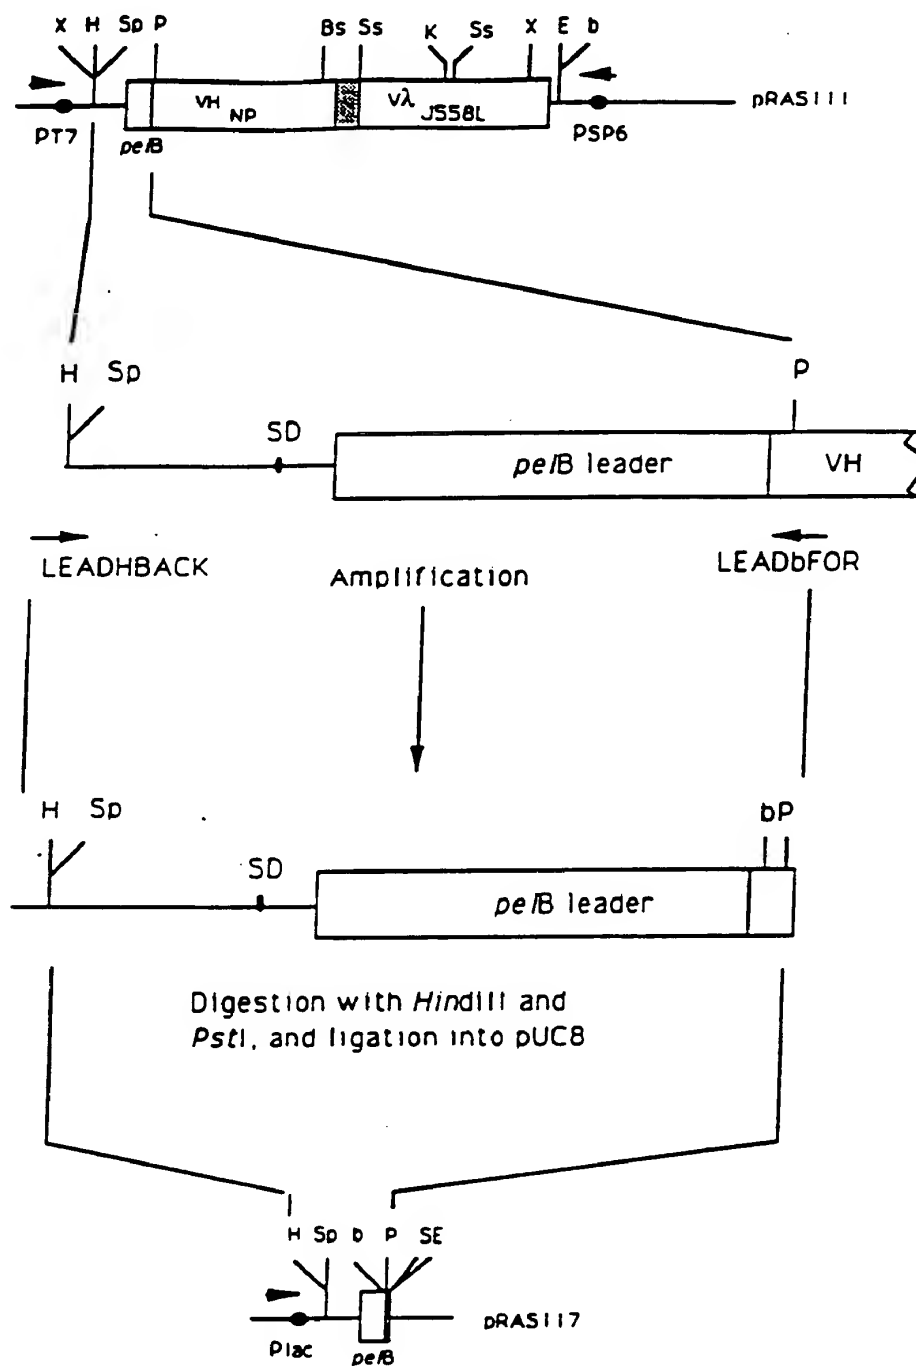 X H Sp P Bs Ss K Ss X E b
VH NP Vλ JS58L
pRAS111
PT7 pelB PSP6
H Sp P
SD
pelB leader VH
LEADHBACK Amplification LEADbFOR
H Sp bP
SD
pelB leader
Digestion with HindIII and
PstI, and ligation into pUC8
H Sp b P SE
pRAS117
Plac pelB